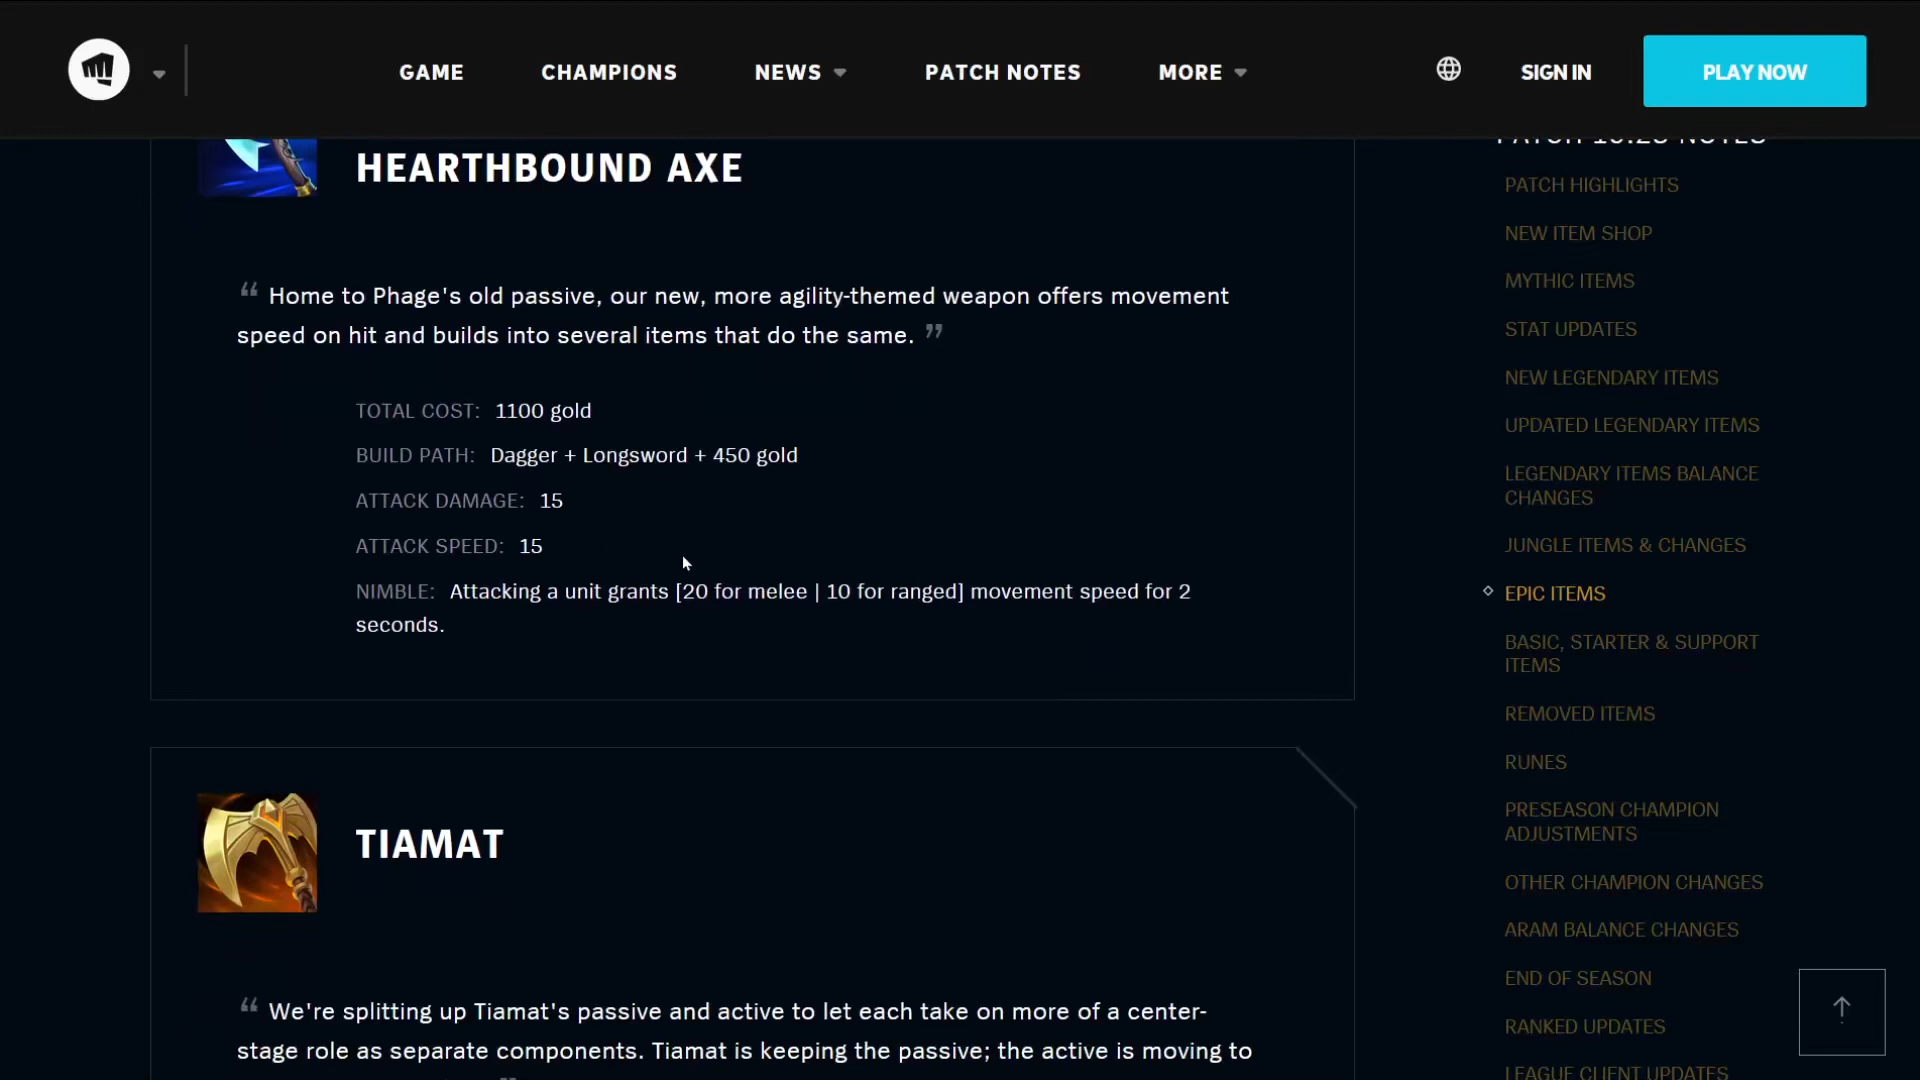 GAME CHAMPIONS NEWS PATCH NOTES MORE SIGN IN PLAY NOW
HEARTHBOUND AXE
“ Home to Phage's old passive, our new, more agility-themed weapon offers movement
speed on hit and builds into several items that do the same. ”
TOTAL COST: 1100 gold
BUILD PATH: Dagger + Longsword + 450 gold
ATTACK DAMAGE: 15
ATTACK SPEED: 15
NIMBLE: Attacking a unit grants [20 for melee | 10 for ranged] movement speed for 2
seconds.
TIAMAT
“ We're splitting up Tiamat's passive and active to let each take on more of a center-
stage role as separate components. Tiamat is keeping the passive; the active is moving to
PATCH NOTES
PATCH HIGHLIGHTS
NEW ITEM SHOP
MYTHIC ITEMS
STAT UPDATES
NEW LEGENDARY ITEMS
UPDATED LEGENDARY ITEMS
LEGENDARY ITEMS BALANCE
CHANGES
JUNGLE ITEMS & CHANGES
EPIC ITEMS
BASIC, STARTER & SUPPORT
ITEMS
REMOVED ITEMS
RUNES
PRESEASON CHAMPION
ADJUSTMENTS
OTHER CHAMPION CHANGES
ARAM BALANCE CHANGES
END OF SEASON
RANKED UPDATES
LEAGUE CLIENT UPDATES